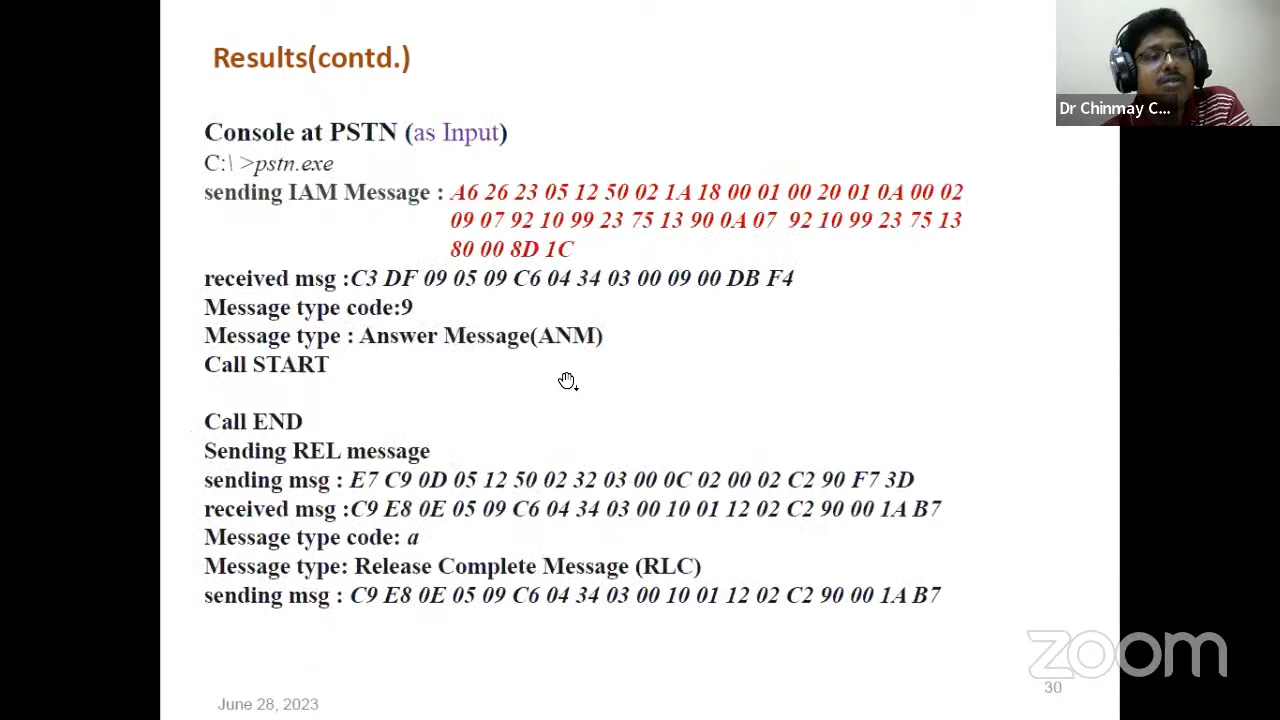 Results(contd.)
Dr Chinmay C...
Console at PSTN (as Input)
C:\ >pstn.exe
sending IAM Message : A6 26 23 05 12 50 02 1A 18 00 01 00 20 01 0A 00 02
09 07 92 10 99 23 75 13 90 0A 07 92 10 99 23 75 13
80 00 8D 1C
received msg :C3 DF 09 05 09 C6 04 34 03 00 09 00 DB F4
Message type code:9
Message type : Answer Message(ANM)
Call START
Call END
Sending REL message
sending msg : E7 C9 0D 05 12 50 02 32 03 00 0C 02 00 02 C2 90 F7 3D
received msg :C9 E8 0E 05 09 C6 04 34 03 00 10 01 12 02 C2 90 00 1A B7
Message type code: a
Message type: Release Complete Message (RLC)
sending msg : C9 E8 0E 05 09 C6 04 34 03 00 10 01 12 02 C2 90 00 1A B7
zoom
30
June 28, 2023